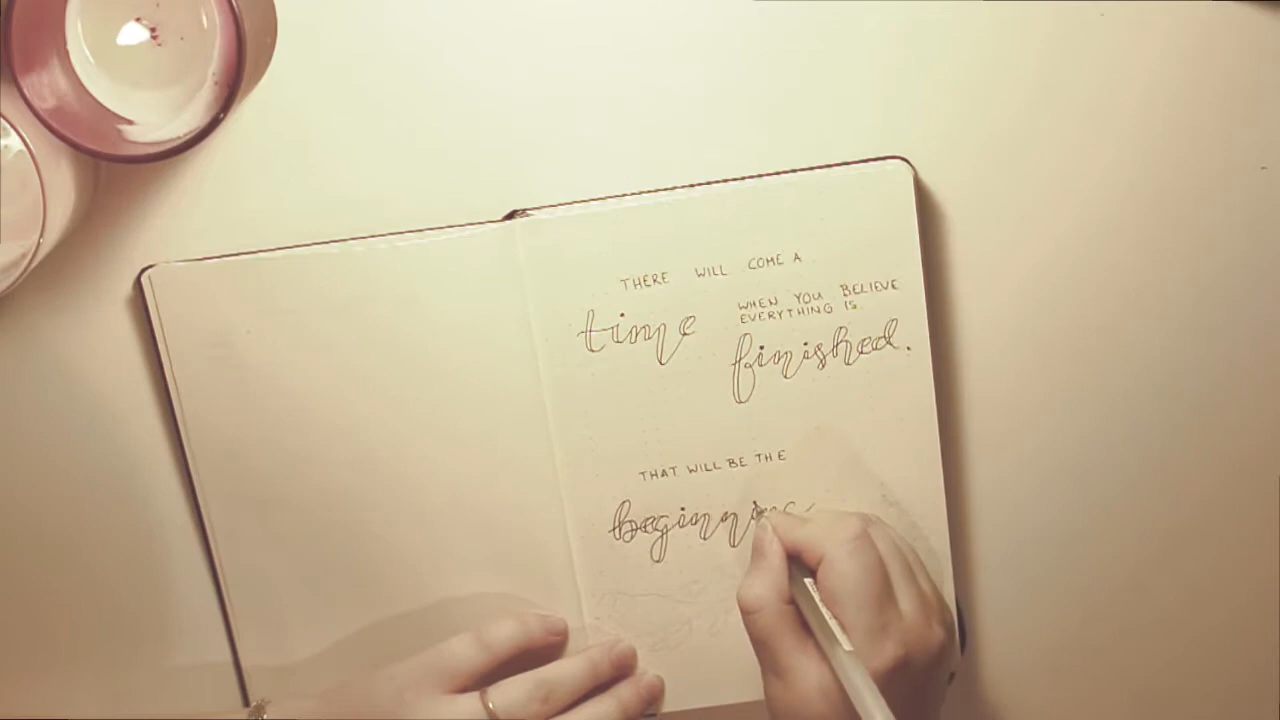 THERE WILL COME A
time
WHEN YOU BELIEVE
EVERYTHING IS
finished.
THAT WILL BE THE